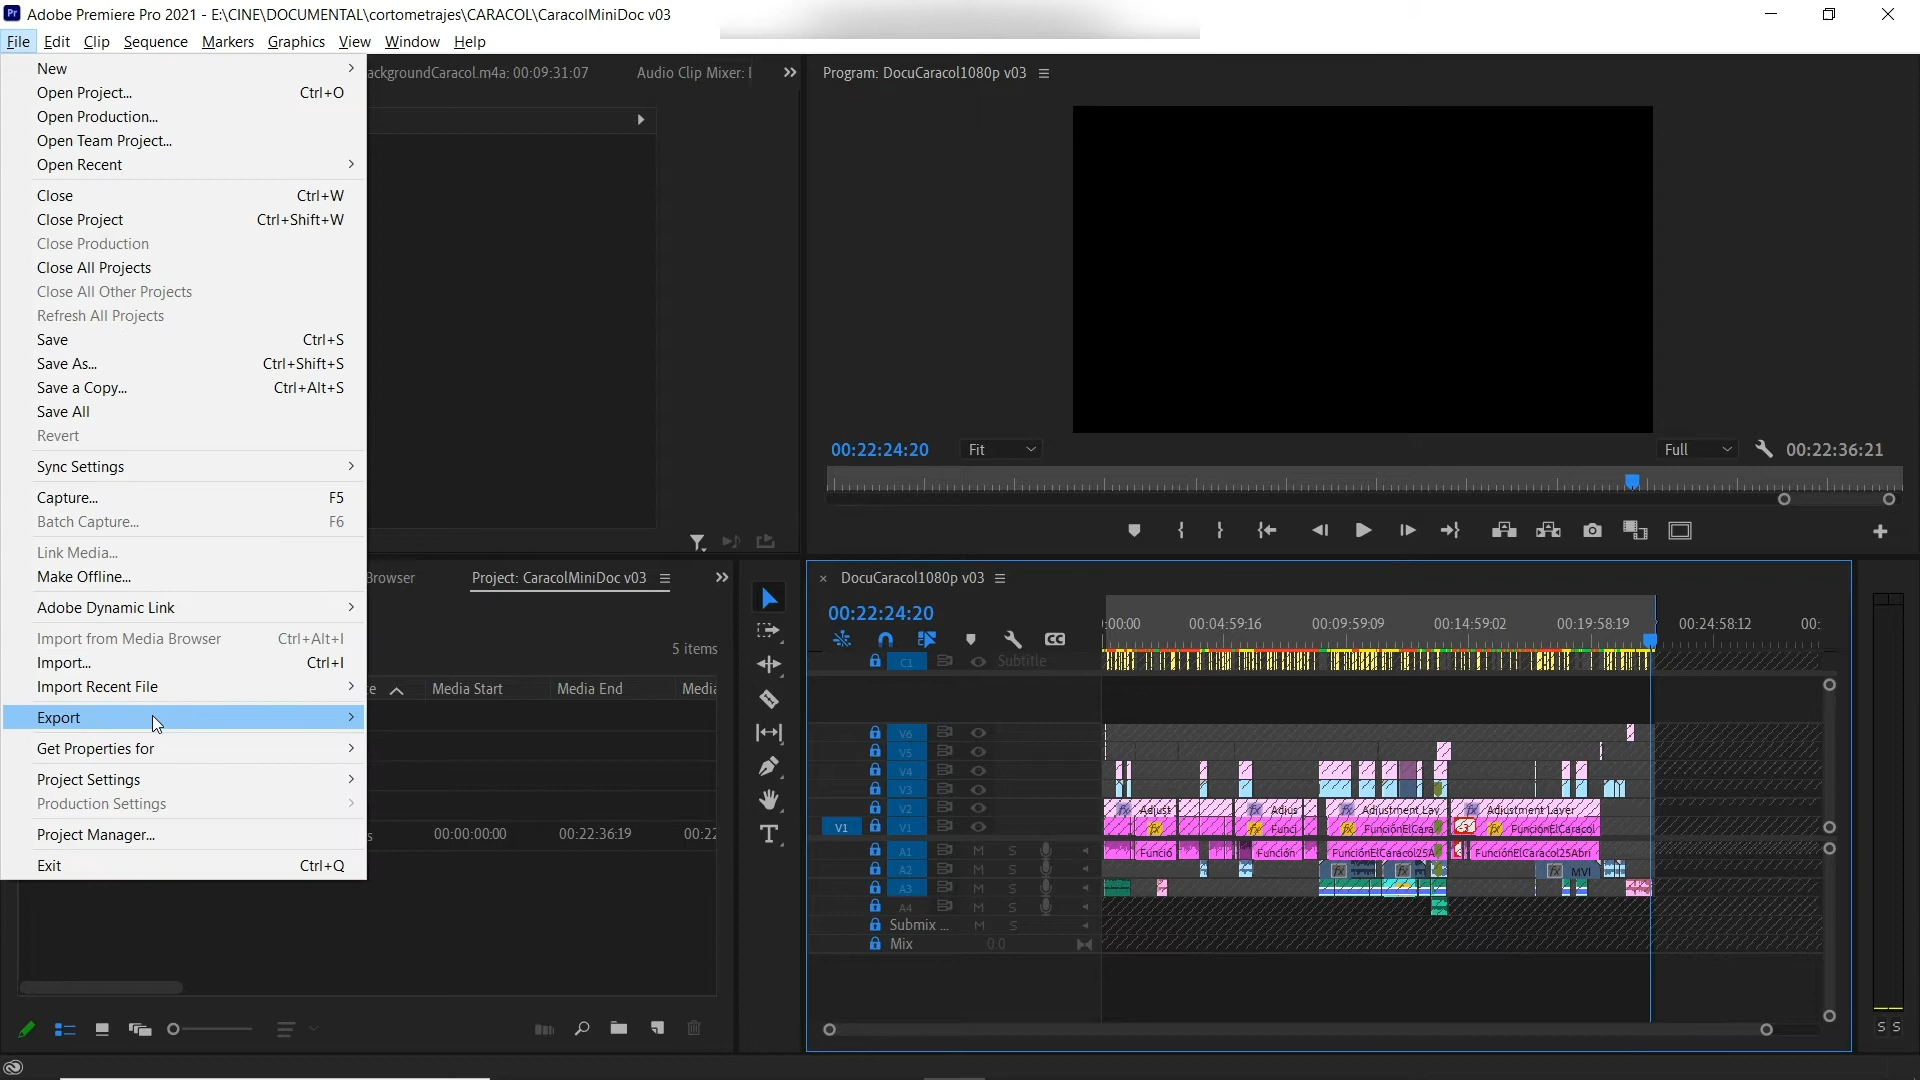 Adobe Premiere Pro 2021 - E:\CINE\DOCUMENTAL\cortometrajes\CARACOL\CaracolMiniDoc v03
File Edit Clip Sequence Markers Graphics View Window Help
New
Open Project... Ctrl+O
Open Production...
Open Team Project...
Open Recent
Close Ctrl+W
Close Project Ctrl+Shift+W
Close Production
Close All Projects
Close All Other Projects
Refresh All Projects
Save Ctrl+S
Save As... Ctrl+Shift+S
Save a Copy... Ctrl+Alt+S
Save All
Revert
Sync Settings
Capture... F5
Batch Capture... F6
Link Media...
Make Offline...
Adobe Dynamic Link
Import from Media Browser Ctrl+Alt+I
Import... Ctrl+I
Import Recent File
Export
Get Properties for
Project Settings
Production Settings
Project Manager...
Exit Ctrl+Q
ackgroundCaracol.m4a: 00:09:31:07 Audio Clip Mixer:
Program: DocuCaracol1080p v03
00:22:24:20 Fit Full 00:22:36:21
Browser Project: CaracolMiniDoc v03
5 items
e Media Start Media End Media
s 00:00:00:00 00:22:36:19 00:22
DocuCaracol1080p v03
00:22:24:20
:00:00 00:04:59:16 00:09:59:09 00:14:59:02 00:19:58:19 00:24:58:12 00:
C1 Subtitle
V6
V5
V4
V3
V2 Adjust Adjus Adjustment Lay Adjustment Layer
V1 V1 Funci FunciónElCara FunciónElCaracol
A1 M S Funció Función FunciónElCaracol25A FunciónElCaracol25Abri
A2 M S MVI
A3 M S
A4 M S
Submix ... M S
Mix 0.0
S S